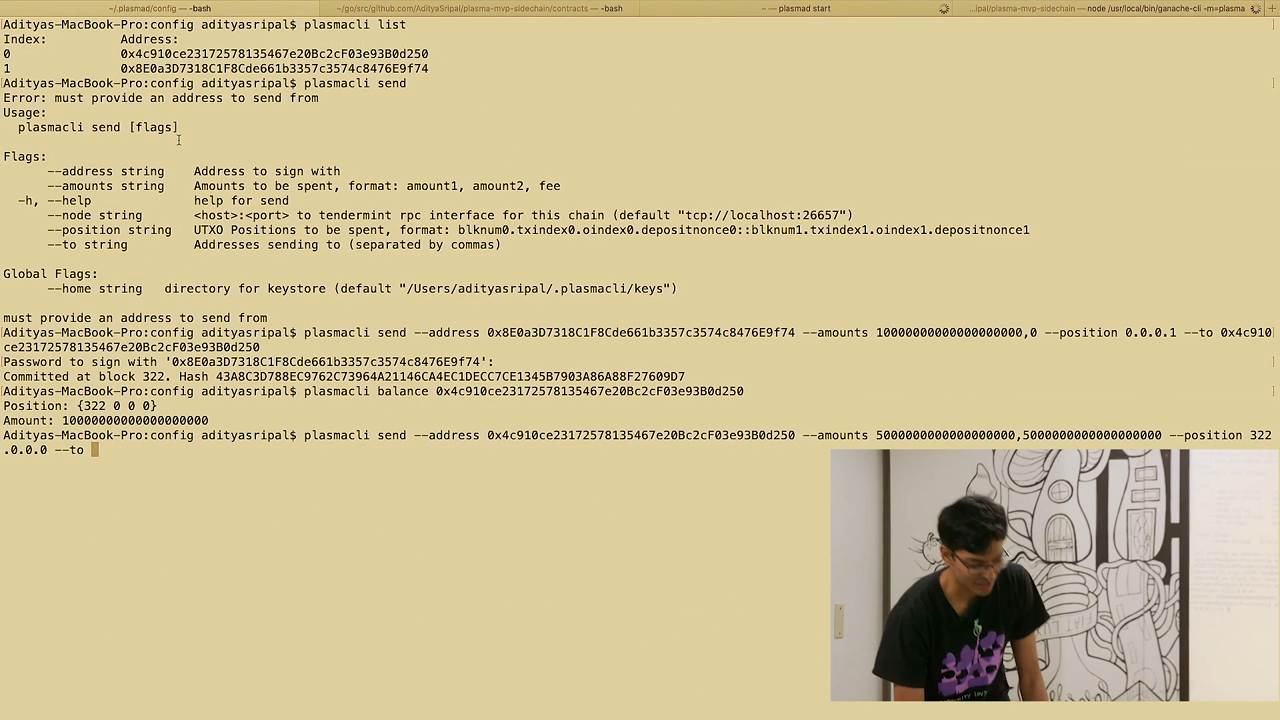 ~/.plasmad/config — -bash
~/go/src/github.com/AdityaSripal/plasma-mvp-sidechain/contracts — -bash
~ — plasmad start
...ipal/plasma-mvp-sidechain — node /usr/local/bin/ganache-cli -m=plasma
Adityas-MacBook-Pro:config adityasripal$ plasmacli list
Index: Address:
0 0x4c910ce23172578135467e20Bc2cF03e93B0d250
1 0x8E0a3D7318C1F8Cde661b3357c3574c8476E9f74
Adityas-MacBook-Pro:config adityasripal$ plasmacli send
Error: must provide an address to send from
Usage:
plasmacli send [flags]
Flags:
--address string Address to sign with
--amounts string Amounts to be spent, format: amount1, amount2, fee
-h, --help help for send
--node string <host>:<port> to tendermint rpc interface for this chain (default "tcp://localhost:26657")
--position string UTXO Positions to be spent, format: blknum0.txindex0.oindex0.depositnonce0::blknum1.txindex1.oindex1.depositnonce1
--to string Addresses sending to (separated by commas)
Global Flags:
--home string directory for keystore (default "/Users/adityasripal/.plasmacli/keys")
must provide an address to send from
Adityas-MacBook-Pro:config adityasripal$ plasmacli send --address 0x8E0a3D7318C1F8Cde661b3357c3574c8476E9f74 --amounts 10000000000000000000,0 --position 0.0.0.1 --to 0x4c910
ce23172578135467e20Bc2cF03e93B0d250
Password to sign with '0x8E0a3D7318C1F8Cde661b3357c3574c8476E9f74':
Committed at block 322. Hash 43A8C3D788EC9762C73964A21146CA4EC1DECC7CE1345B7903A86A88F27609D7
Adityas-MacBook-Pro:config adityasripal$ plasmacli balance 0x4c910ce23172578135467e20Bc2cF03e93B0d250
Position: {322 0 0 0}
Amount: 10000000000000000000
Adityas-MacBook-Pro:config adityasripal$ plasmacli send --address 0x4c910ce23172578135467e20Bc2cF03e93B0d250 --amounts 5000000000000000000,5000000000000000000 --position 322
.0.0.0 --to
FIAT LUX